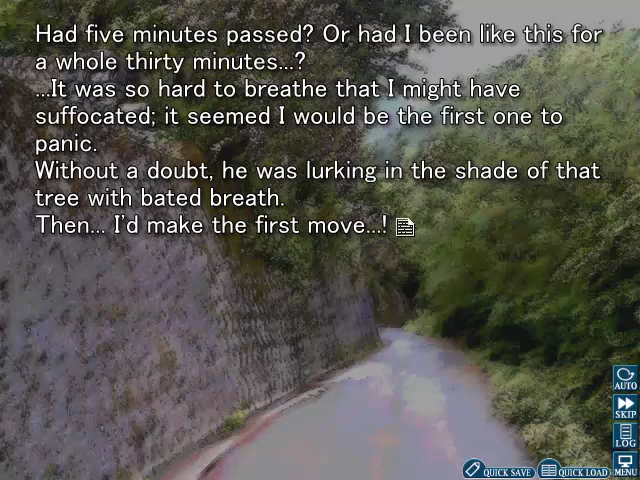 Had five minutes passed? Or had I been like this for
a whole thirty minutes...?
...It was so hard to breathe that I might have
suffocated; it seemed I would be the first one to
panic.
Without a doubt, he was lurking in the shade of that
tree with bated breath.
Then... I'd make the first move...!
AUTO
SKIP
LOG
MENU
QUICK SAVE
QUICK LOAD